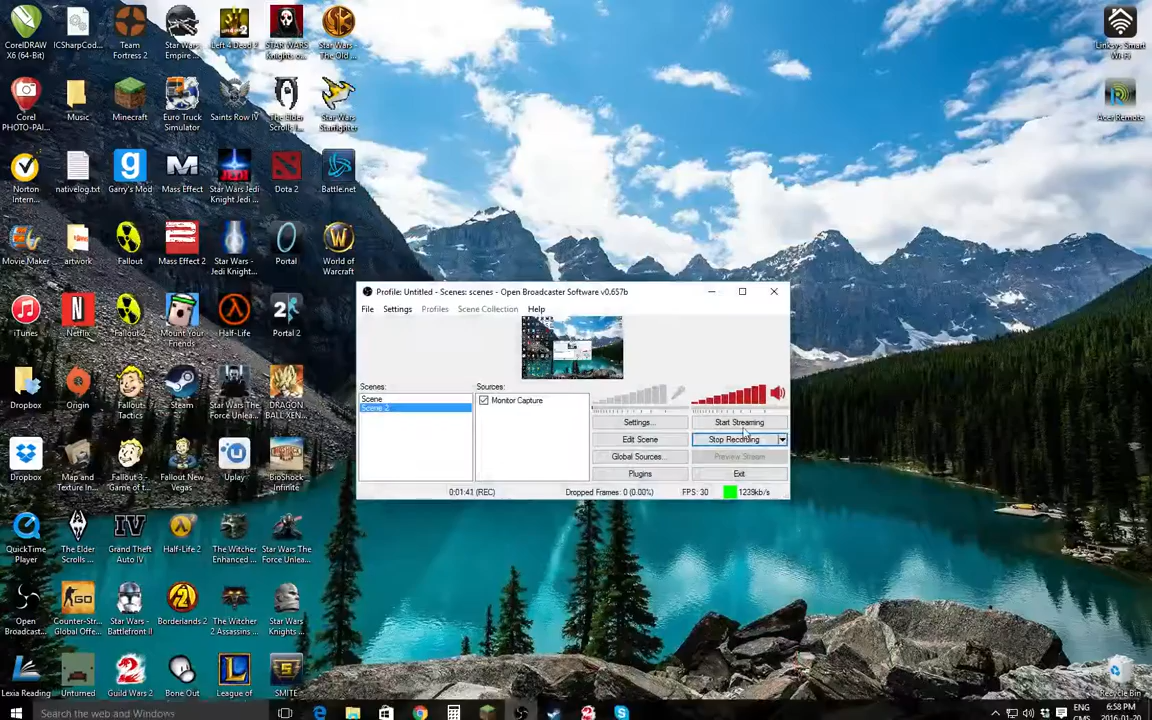 CorelDRAW
X6 (64-Bit)
ICSharpCod...
Team
Fortress 2
Star Wars
Empire ...
Left 4 Dead 2
STAR WARS
Knights o...
Star Wars
The Old ...
Linksys Smart
Wi-Fi
Corel
PHOTO-PAI...
Music
Minecraft
Euro Truck
Simulator
Saints Row IV
The Elder
Scrolls I...
Star Wars
Starfighter
Acer Remote
Norton
Intern...
nativelog.txt
Garry's Mod
Mass Effect
Star Wars Jedi
Knight Jedi ...
Dota 2
Battle.net
Movie Maker
artwork
Fallout
Mass Effect 2
Star Wars -
Jedi Knight...
Portal
World of
Warcraft
iTunes
Netflix
Fallout 2
Mount Your
Friends
Half-Life
Portal 2
Dropbox
Origin
Fallout
Tactics
Steam
Star Wars The
Force Unlea...
DRAGON
BALL XEN...
Dropbox
Map and
Texture In...
Fallout 3 -
Game of t...
Fallout New
Vegas
Uplay
BioShock
Infinite
QuickTime
Player
The Elder
Scrolls ...
Grand Theft
Auto IV
Half-Life 2
The Witcher
Enhanced ...
Star Wars The
Force Unlea...
Open
Broadcast...
Counter-Str...
Global Offe...
Star Wars -
Battlefront II
Borderlands 2
The Witcher
2 Assassins ...
Star Wars
Knights ...
Lexia Reading
Unturned
Guild Wars 2
Bone Out
League of
SMITE
Recycle Bin
Profile: Untitled - Scenes: scenes - Open Broadcaster Software v0.657b
File Settings Profiles Scene Collection Help
Scenes:
Scene
Scene 2
Sources:
Monitor Capture
Settings...
Start Streaming
Edit Scene
Stop Recording
Global Sources...
Preview Stream
Plugins
Exit
0:01:41 (REC)
Dropped Frames: 0 (0.00%)
FPS: 30
1239kb/s
Search the web and Windows
ENG
CMS
6:58 PM
2016-01-20